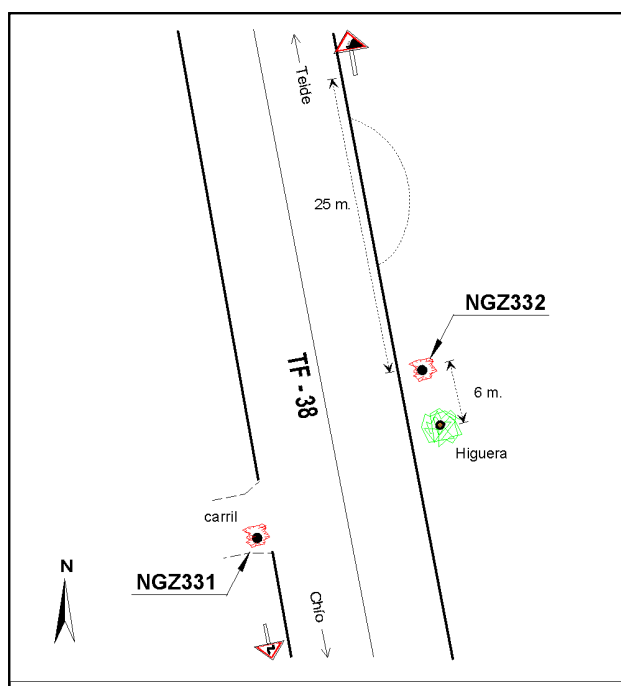 Teide
25 m.
NGZ332
TF - 38
6 m.
Higuera
carril
N
NGZ331
Chío